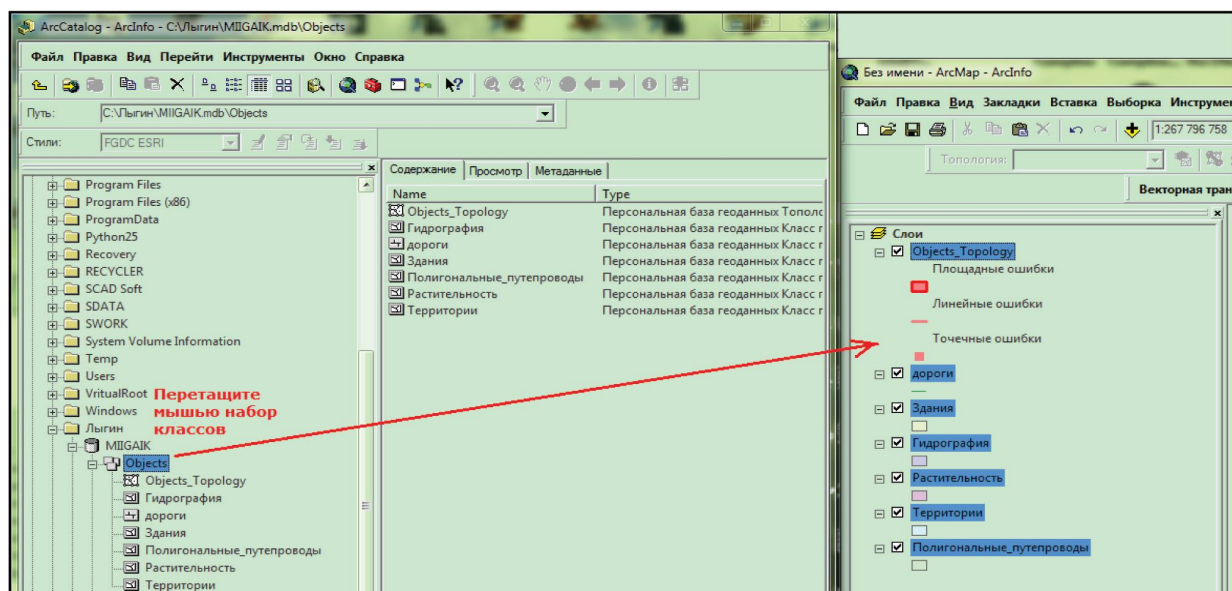 ArcCatalog - ArcInfo - C:\Лыгин\MIIGAIK.mdb\Objects
Файл Правка Вид Перейти Инструменты Окно Справка
Путь: C:\Лыгин\MIIGAIK.mdb\Objects
Стили: FGDC ESRI
Program Files
Program Files (x86)
ProgramData
Python25
Recovery
RECYCLER
SCAD Soft
SDATA
SWORK
System Volume Information
Temp
Users
VritualRoot
Windows
Лыгин
MIIGAIK
Objects
Objects_Topology
Гидрография
дороги
Здания
Полигональные_путепроводы
Растительность
Территории
Перетащите
мышью набор
классов
Содержание Просмотр Метаданные
Name Type
Objects_Topology Персональная база геоданных Тополо
Гидрография Персональная база геоданных Класс г
дороги Персональная база геоданных Класс г
Здания Персональная база геоданных Класс г
Полигональные_путепроводы Персональная база геоданных Класс г
Растительность Персональная база геоданных Класс г
Территории Персональная база геоданных Класс г
Без имени - ArcMap - ArcInfo
Файл Правка Вид Закладки Вставка Выборка Инструмен
1:267 796 758
Топология:
Векторная тран
Слои
Objects_Topology
Площадные ошибки
Линейные ошибки
Точечные ошибки
дороги
Здания
Гидрография
Растительность
Территории
Полигональные_путепроводы